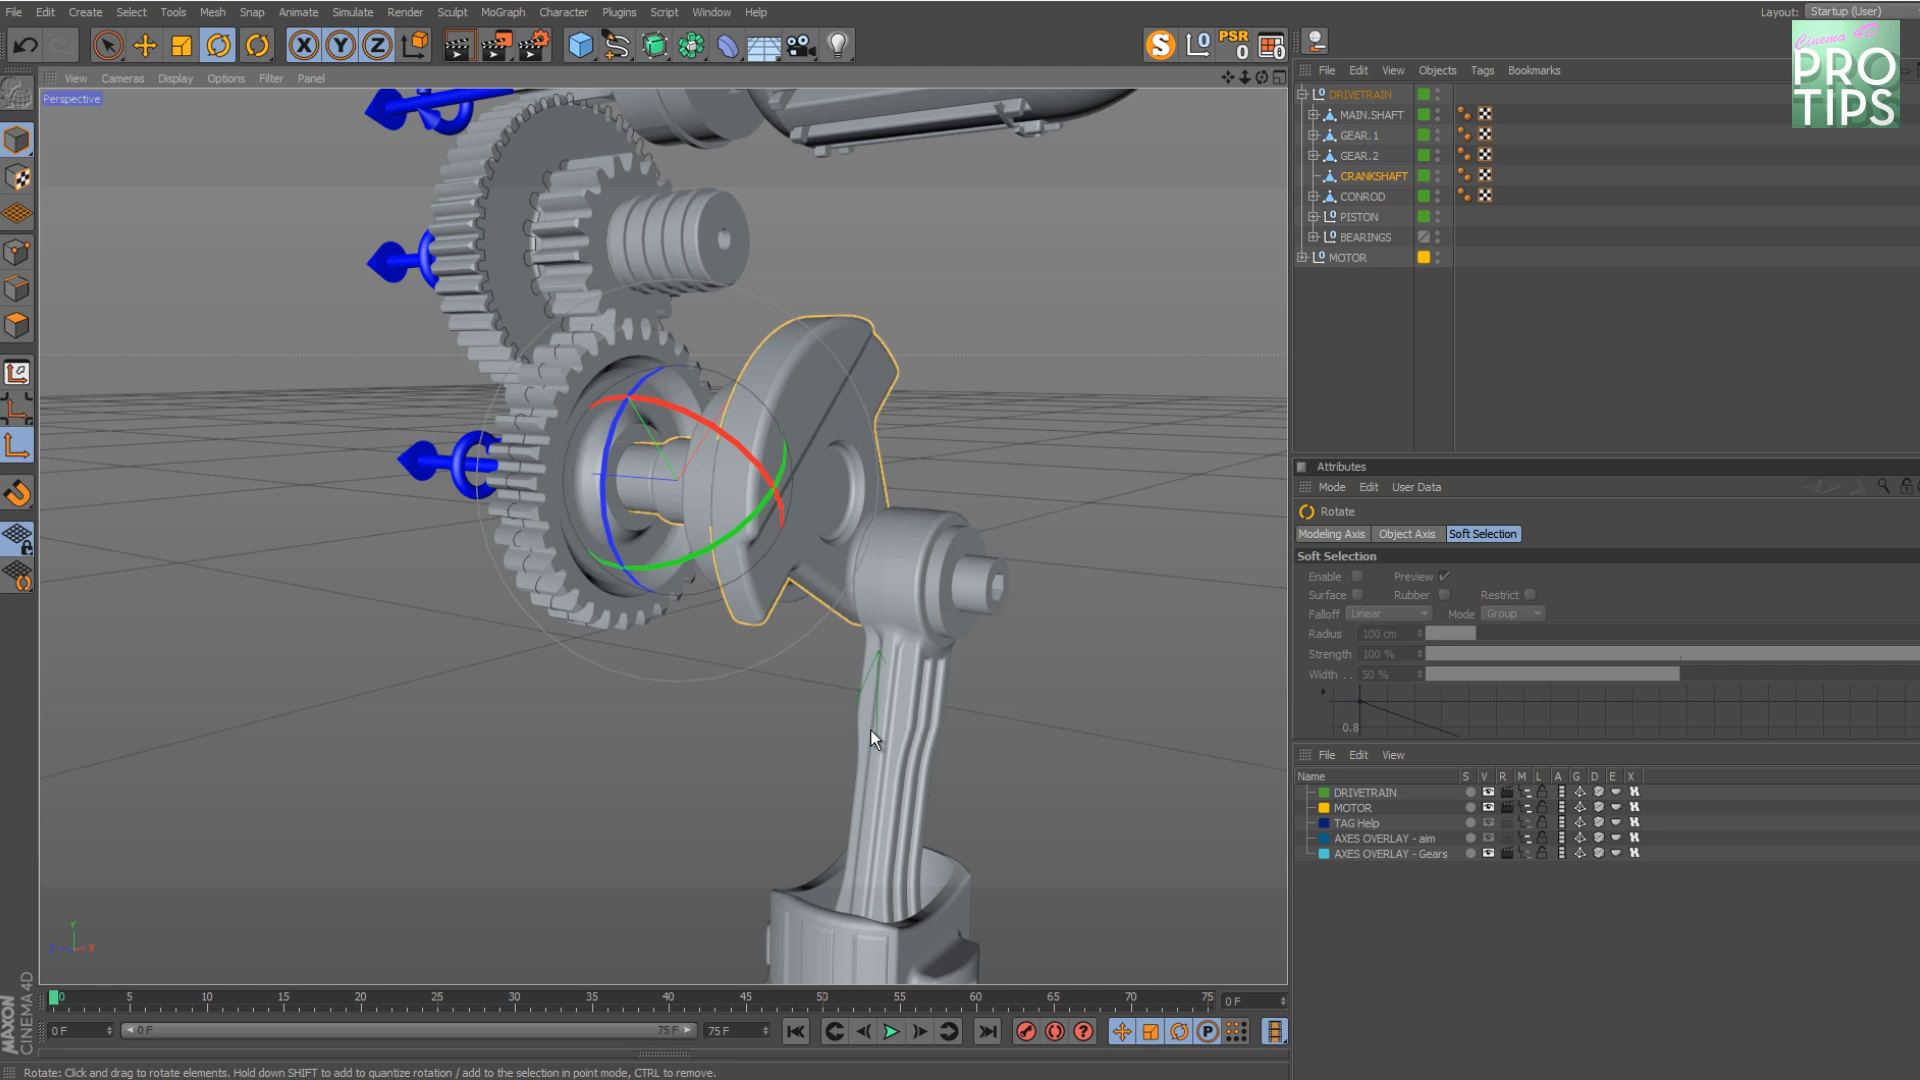 File Edit Create Select Tools Mesh Snap Animate Simulate Render Sculpt MoGraph Character Plugins Script Window Help
Layout: Startup (User)
Cinema 4D
PRO
TIPS
X Y Z
S
PSR
0
View Cameras Display Options Filter Panel
Perspective
File Edit View Objects Tags Bookmarks
DRIVETRAIN
MAIN.SHAFT
GEAR.1
GEAR.2
CRANKSHAFT
CONROD
PISTON
BEARINGS
MOTOR
Attributes
Mode Edit User Data
Rotate
Modeling Axis Object Axis Soft Selection
Soft Selection
Enable Preview
Surface Rubber Restrict
Falloff Linear Mode Group
Radius 100 cm
Strength 100 %
Width . . 50 %
0.8
File Edit View
Name S V R M L A G D E X
DRIVETRAIN
MOTOR
TAG Help
AXES OVERLAY - aim
AXES OVERLAY - Gears
Y
Z X
0 5 10 15 20 25 30 35 40 45 50 55 60 65 70 75 0 F
0 F 0 F 75 F 75 F
P
MAXON
CINEMA 4D
Rotate: Click and drag to rotate elements. Hold down SHIFT to add to quantize rotation / add to the selection in point mode, CTRL to remove.